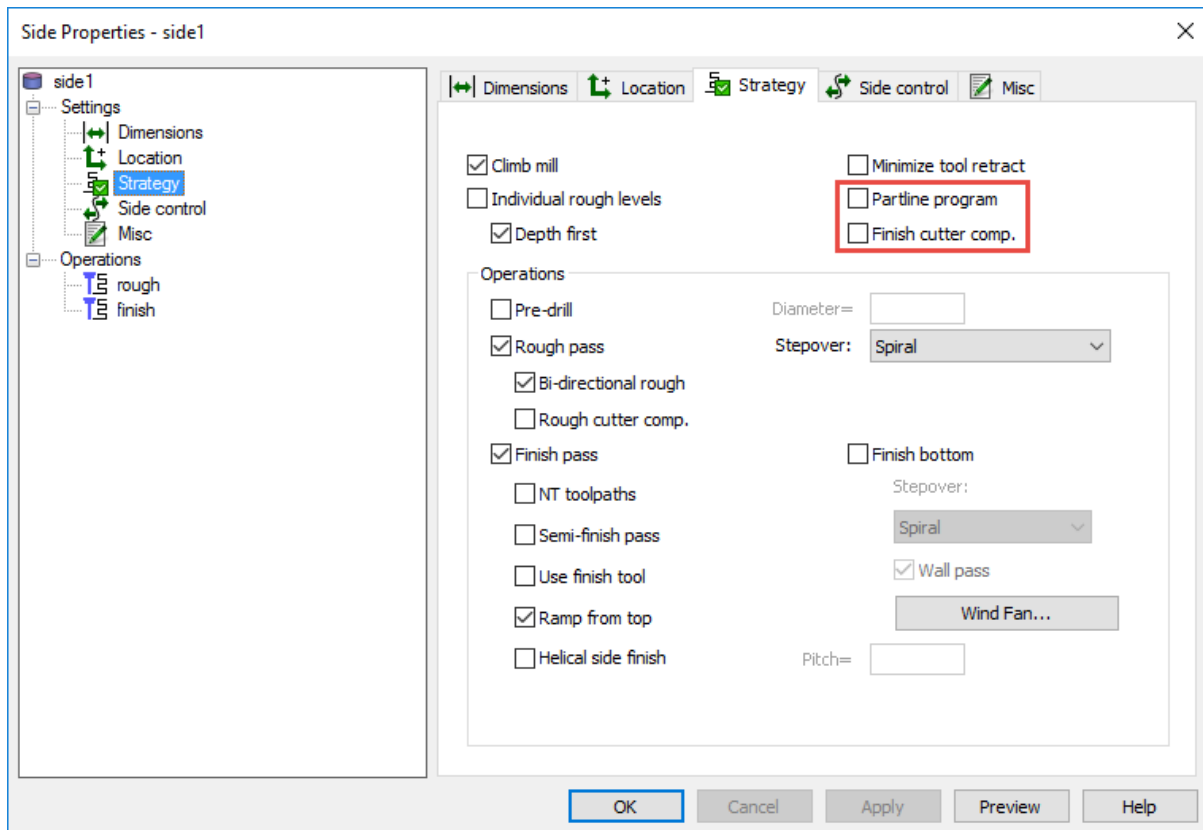 Side Properties - side1
side1
Settings
Dimensions
Location
Strategy
Side control
Misc
Operations
rough
finish
Dimensions Location Strategy Side control Misc
Climb mill Minimize tool retract
Individual rough levels Partline program
Depth first Finish cutter comp.
Operations
Pre-drill Diameter=
Rough pass Stepover: Spiral
Bi-directional rough
Rough cutter comp.
Finish pass Finish bottom
NT toolpaths Stepover:
Semi-finish pass Spiral
Use finish tool Wall pass
Ramp from top Wind Fan...
Helical side finish Pitch=
OK Cancel Apply Preview Help